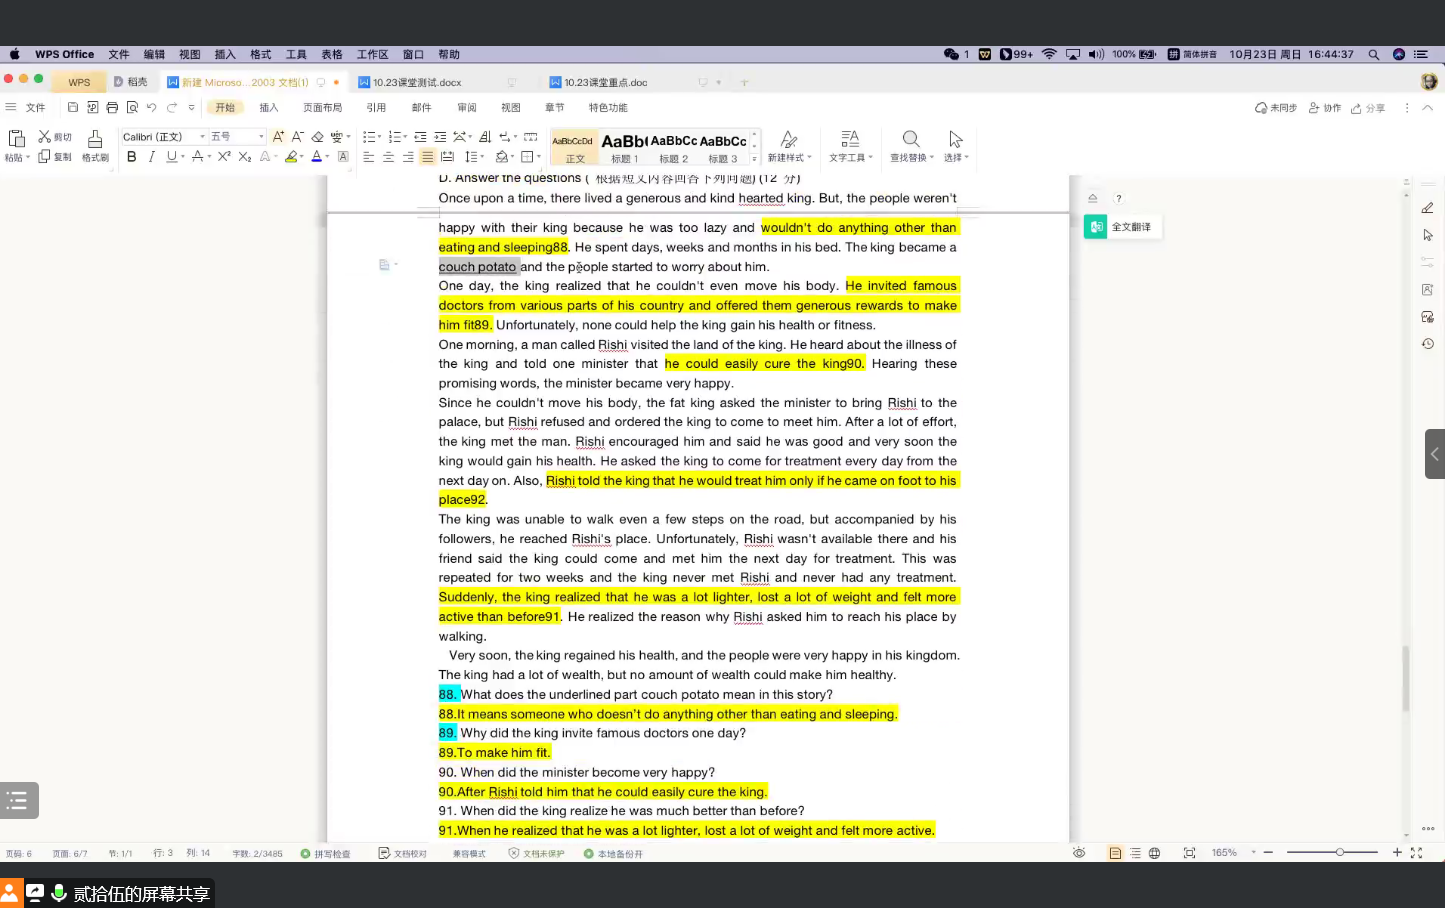 WPS Office 文件 编辑 视图 插入 格式 工具 表格 工作区 窗口 帮助 1 99+ 100% 简体拼音 10月23日 周日 16:44:37
WPS 稻壳 新建 Microso... 2003 文档(1) 10.23课堂测试.docx 10.23课堂重点.doc
文件 开始 插入 页面布局 引用 邮件 审阅 视图 章节 特色功能 未同步 协作 分享
粘贴 剪切 复制 格式刷 Calibri (正文) 五号 AaBbCcDd 正文 AaBb( 标题 1 AaBbCc 标题 2 AaBbCc 标题 3 新建样式 文字工具 查找替换 选择
D. Answer the questions ( 根据短文内容回答下列问题) (12 分)
Once upon a time, there lived a generous and kind hearted king. But, the people weren't
happy with their king because he was too lazy and wouldn't do anything other than
eating and sleeping88. He spent days, weeks and months in his bed. The king became a
couch potato and the people started to worry about him.
One day, the king realized that he couldn't even move his body. He invited famous
doctors from various parts of his country and offered them generous rewards to make
him fit89. Unfortunately, none could help the king gain his health or fitness.
One morning, a man called Rishi visited the land of the king. He heard about the illness of
the king and told one minister that he could easily cure the king90. Hearing these
promising words, the minister became very happy.
Since he couldn't move his body, the fat king asked the minister to bring Rishi to the
palace, but Rishi refused and ordered the king to come to meet him. After a lot of effort,
the king met the man. Rishi encouraged him and said he was good and very soon the
king would gain his health. He asked the king to come for treatment every day from the
next day on. Also, Rishi told the king that he would treat him only if he came on foot to his
place92.
The king was unable to walk even a few steps on the road, but accompanied by his
followers, he reached Rishi's place. Unfortunately, Rishi wasn't available there and his
friend said the king could come and met him the next day for treatment. This was
repeated for two weeks and the king never met Rishi and never had any treatment.
Suddenly, the king realized that he was a lot lighter, lost a lot of weight and felt more
active than before91. He realized the reason why Rishi asked him to reach his place by
walking.
Very soon, the king regained his health, and the people were very happy in his kingdom.
The king had a lot of wealth, but no amount of wealth could make him healthy.
88. What does the underlined part couch potato mean in this story?
88.It means someone who doesn't do anything other than eating and sleeping.
89. Why did the king invite famous doctors one day?
89.To make him fit.
90. When did the minister become very happy?
90.After Rishi told him that he could easily cure the king.
91. When did the king realize he was much better than before?
91.When he realized that he was a lot lighter, lost a lot of weight and felt more active.
全文翻译
页码: 6 页面: 6/7 节: 1/1 行: 3 列: 14 字数: 2/3485 拼写检查 文档校对 兼容模式 文档未保护 本地备份开 165%
贰拾伍的屏幕共享